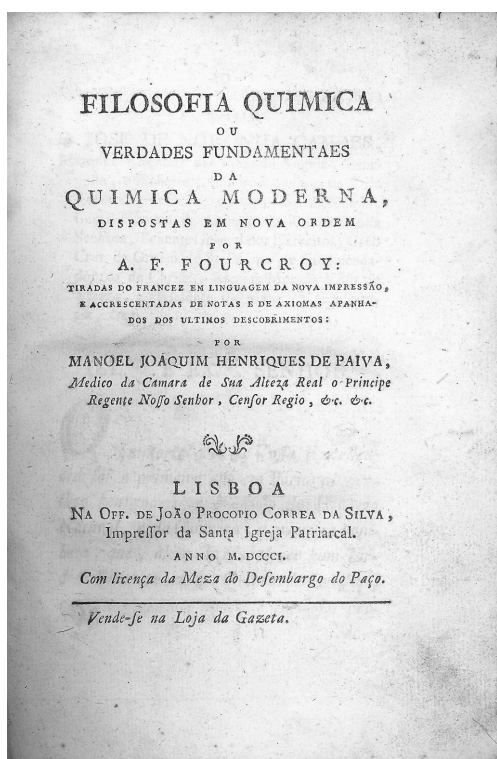 FILOSOFIA QUIMICA
OU
VERDADES FUNDAMENTAES
DA
QUIMICA MODERNA,
DISPOSTAS EM NOVA ORDEM
POR
A. F. FOURCROY:
TIRADAS DO FRANCEZ EM LINGUAGEM DA NOVA IMPRESSÃO,
E ACCRESCENTADAS DE NOTAS E DE AXIOMAS APANHA-
DOS DOS ULTIMOS DESCOBRIMENTOS:
POR
MANOEL JOAQUIM HENRIQUES DE PAIVA,
Medico da Camara de Sua Alteza Real o Principe
Regente Noſſo Senhor, Cenſor Regio, &c. &c.
LISBOA
NA OFF. DE JOAÕ PROCOPIO CORREA DA SILVA,
Impreſſor da Santa Igreja Patriarcal.
ANNO M. DCCCI.
Com licença da Meza do Deſembargo do Paço.
Vende-ſe na Loja da Gazeta.